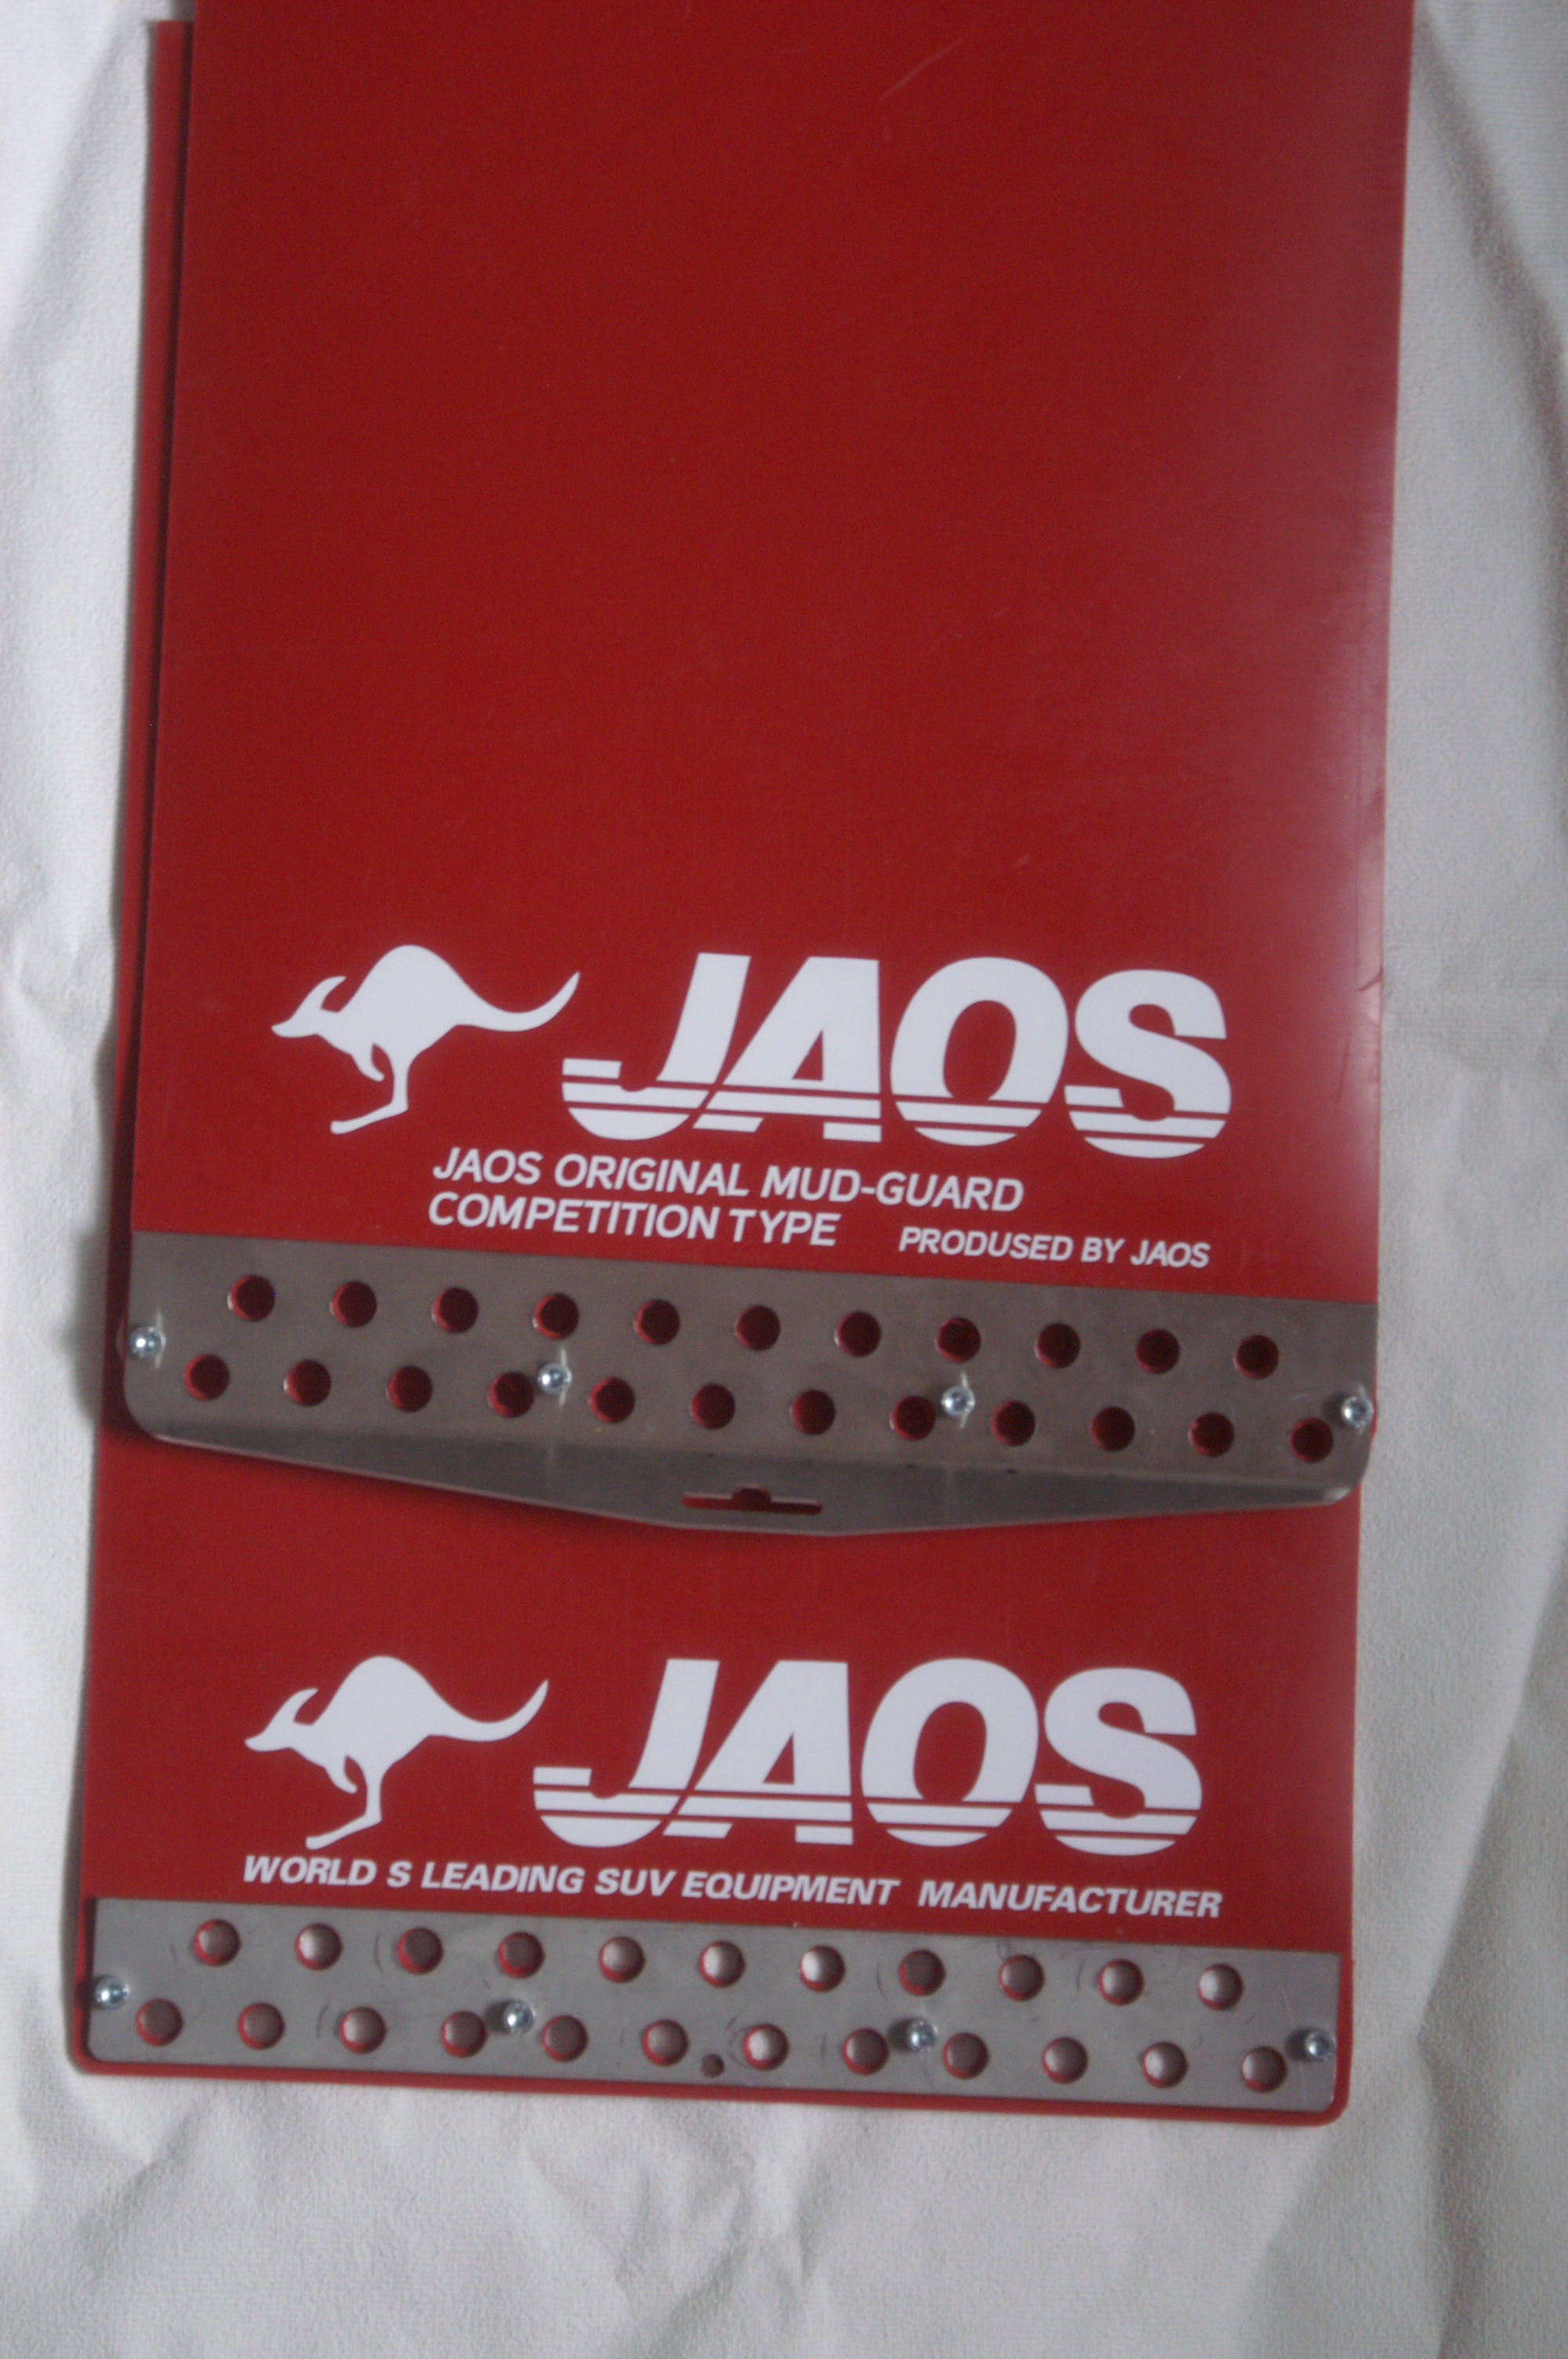 JAOS
JAOS ORIGINAL MUD-GUARD
COMPETITION TYPE PRODUSED BY JAOS
JAOS
WORLD S LEADING SUV EQUIPMENT MANUFACTURER